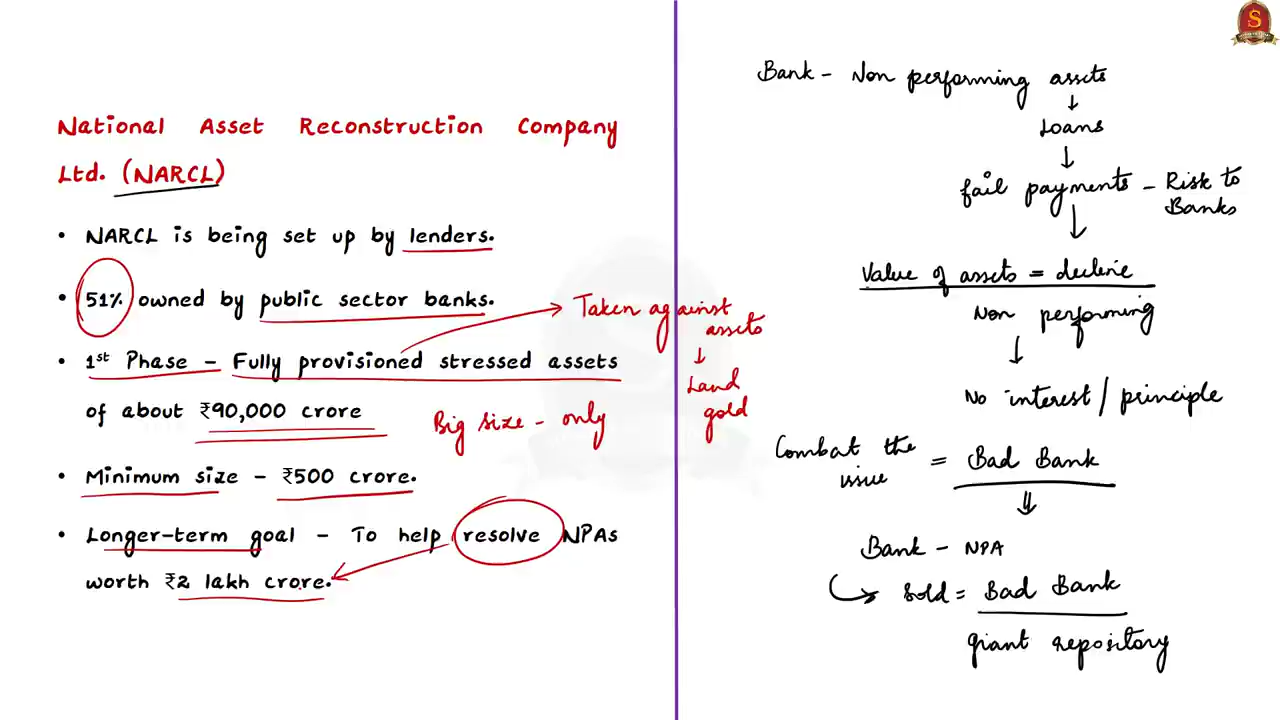 National Asset Reconstruction Company
Ltd. (NARCL)
• NARCL is being set up by lenders.
• 51% owned by public sector banks.
Taken against
assets
↓
Land
gold
• 1st Phase – Fully provisioned stressed assets
of about ₹90,000 crore
Big size - only
• Minimum size – ₹500 crore.
• Longer-term goal – To help resolve NPAs
worth ₹2 lakh crore.
Bank - Non performing assets
↓
Loans
↓
fail payments - Risk to
Banks
↓
Value of assets = decline
Non performing
↓
No interest / principle
Combat the
issue = Bad Bank
⇓
Bank - NPA
↪ Sold = Bad Bank
giant repository
S